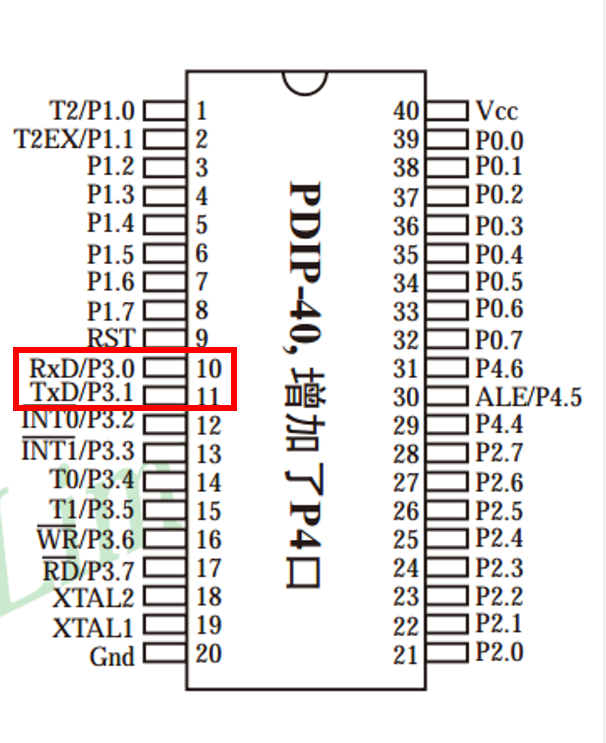 T2/P1.0 1 40 Vcc
T2EX/P1.1 2 39 P0.0
P1.2 3 38 P0.1
P1.3 4 37 P0.2
P1.4 5 36 P0.3
P1.5 6 35 P0.4
P1.6 7 34 P0.5
P1.7 8 33 P0.6
RST 9 32 P0.7
RxD/P3.0 10 31 P4.6
TxD/P3.1 11 30 ALE/P4.5
INT0/P3.2 12 29 P4.4
INT1/P3.3 13 28 P2.7
T0/P3.4 14 27 P2.6
T1/P3.5 15 26 P2.5
WR/P3.6 16 25 P2.4
RD/P3.7 17 24 P2.3
XTAL2 18 23 P2.2
XTAL1 19 22 P2.1
Gnd 20 21 P2.0
PDIP-40, 增加了P4口
Lim